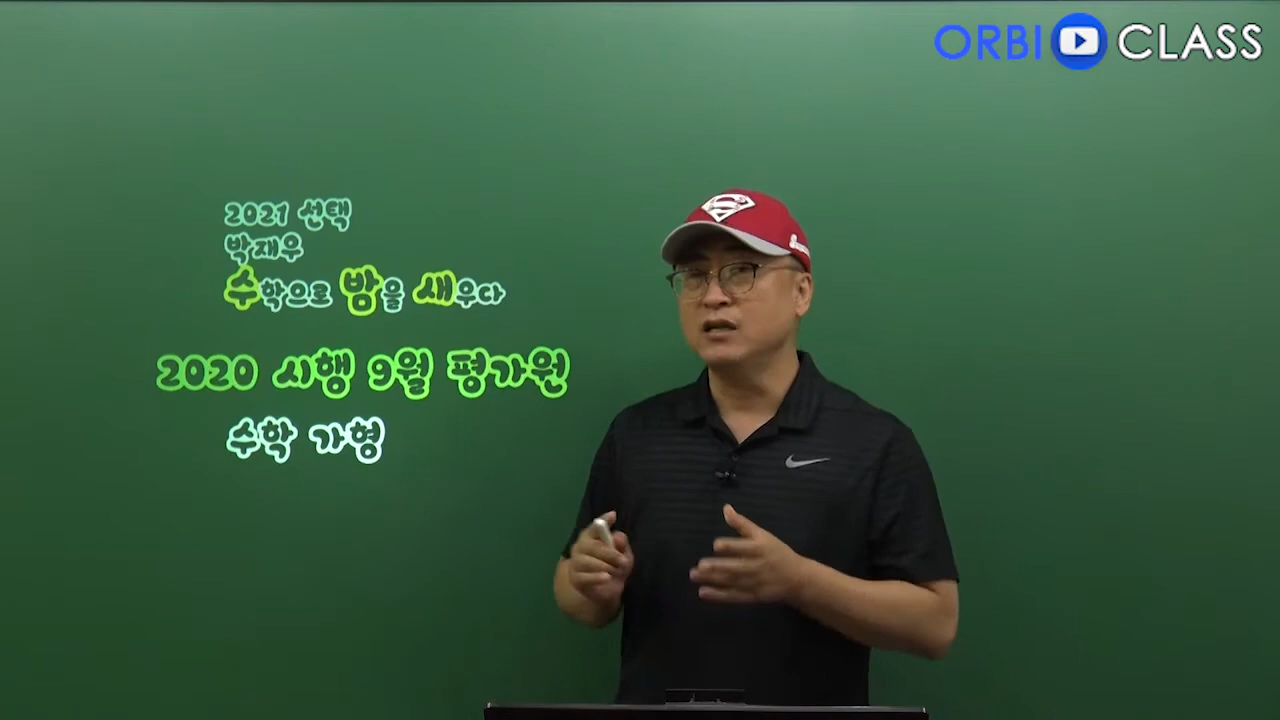 ORBI CLASS
2021 선택
박재우
수학으로 밤을 새우다
2020 시행 9월 평가원
수학 가형